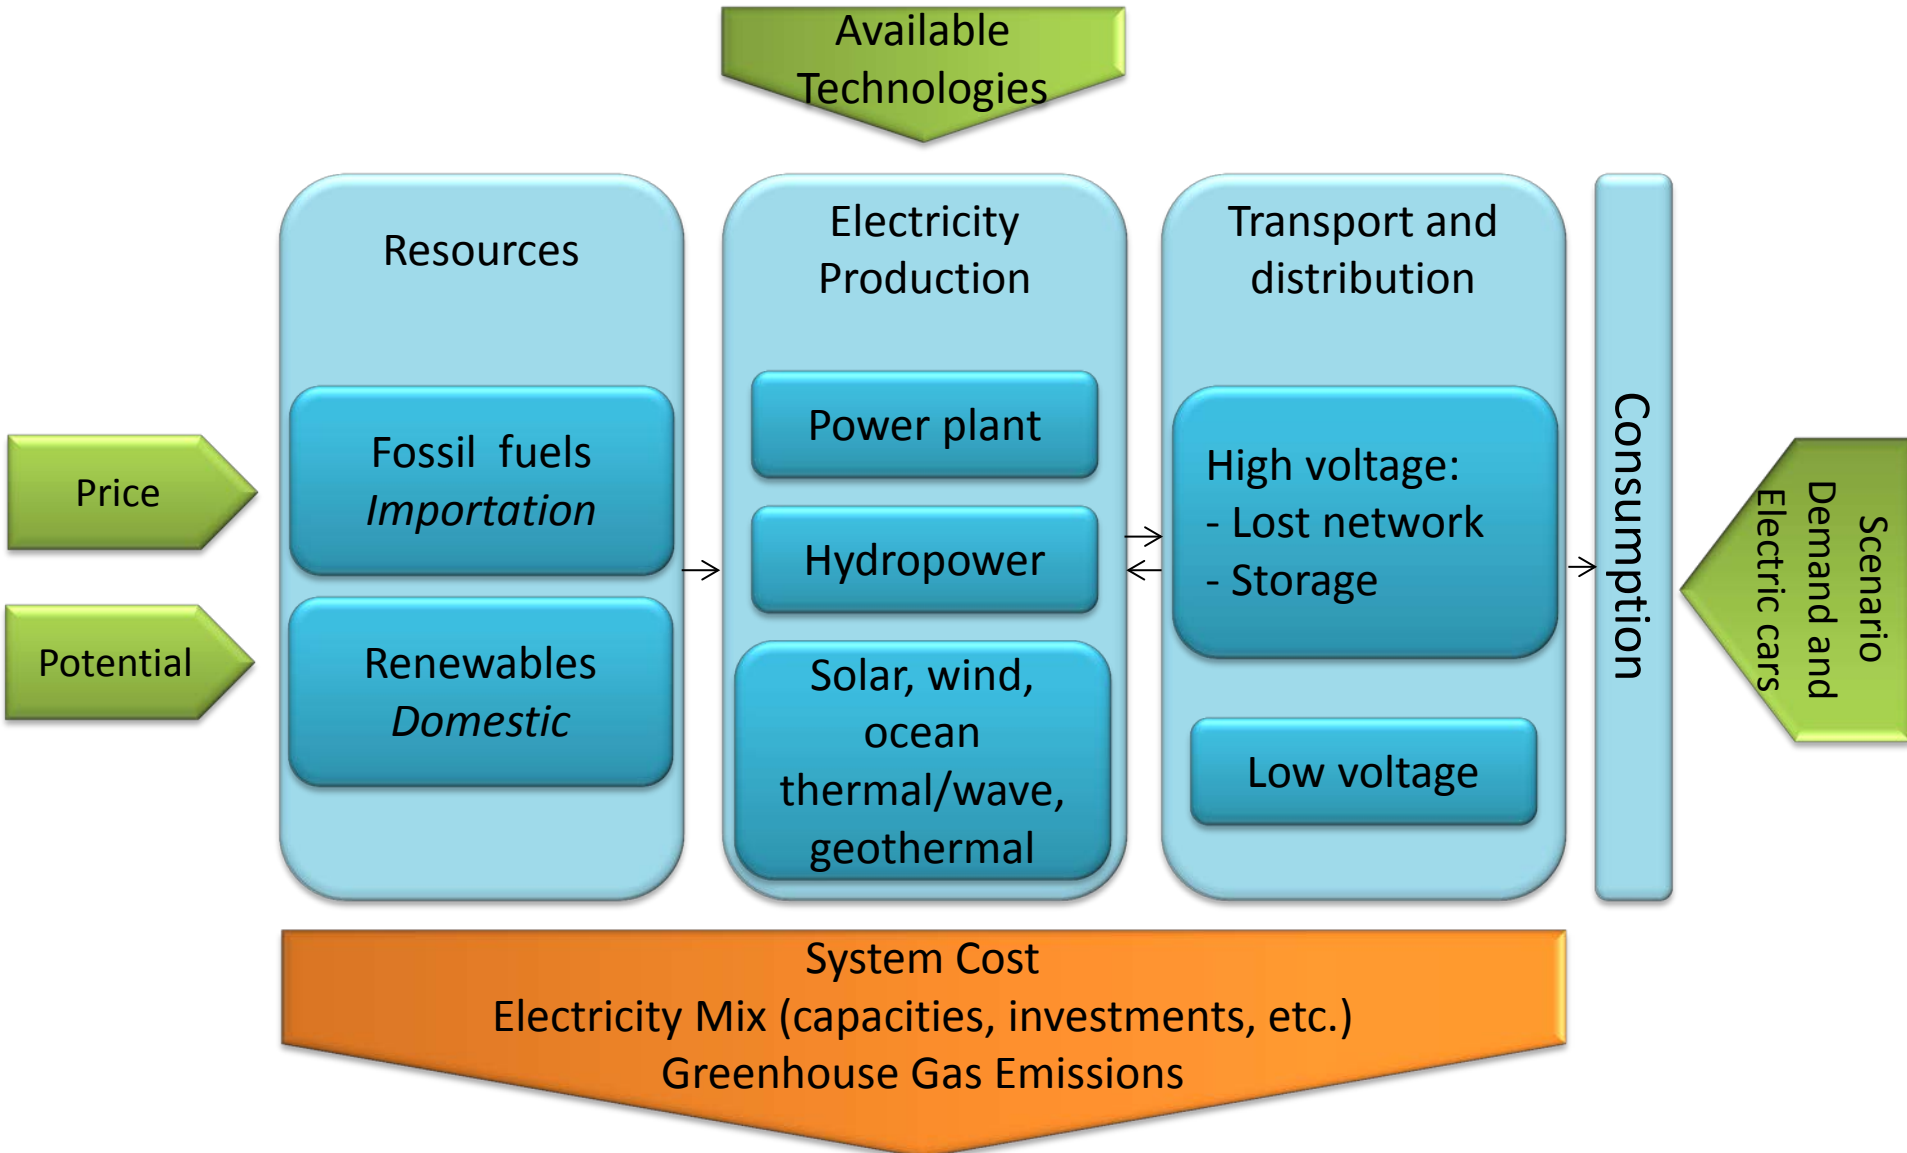 Available
Technologies
Price
Potential
Resources
Fossil fuels
Importation
Renewables
Domestic
Electricity
Production
Power plant
Hydropower
Solar, wind,
ocean
thermal/wave,
geothermal
Transport and
distribution
High voltage:
- Lost network
- Storage
Low voltage
Consumption
Scenario
Demand and
Electric cars
System Cost
Electricity Mix (capacities, investments, etc.)
Greenhouse Gas Emissions